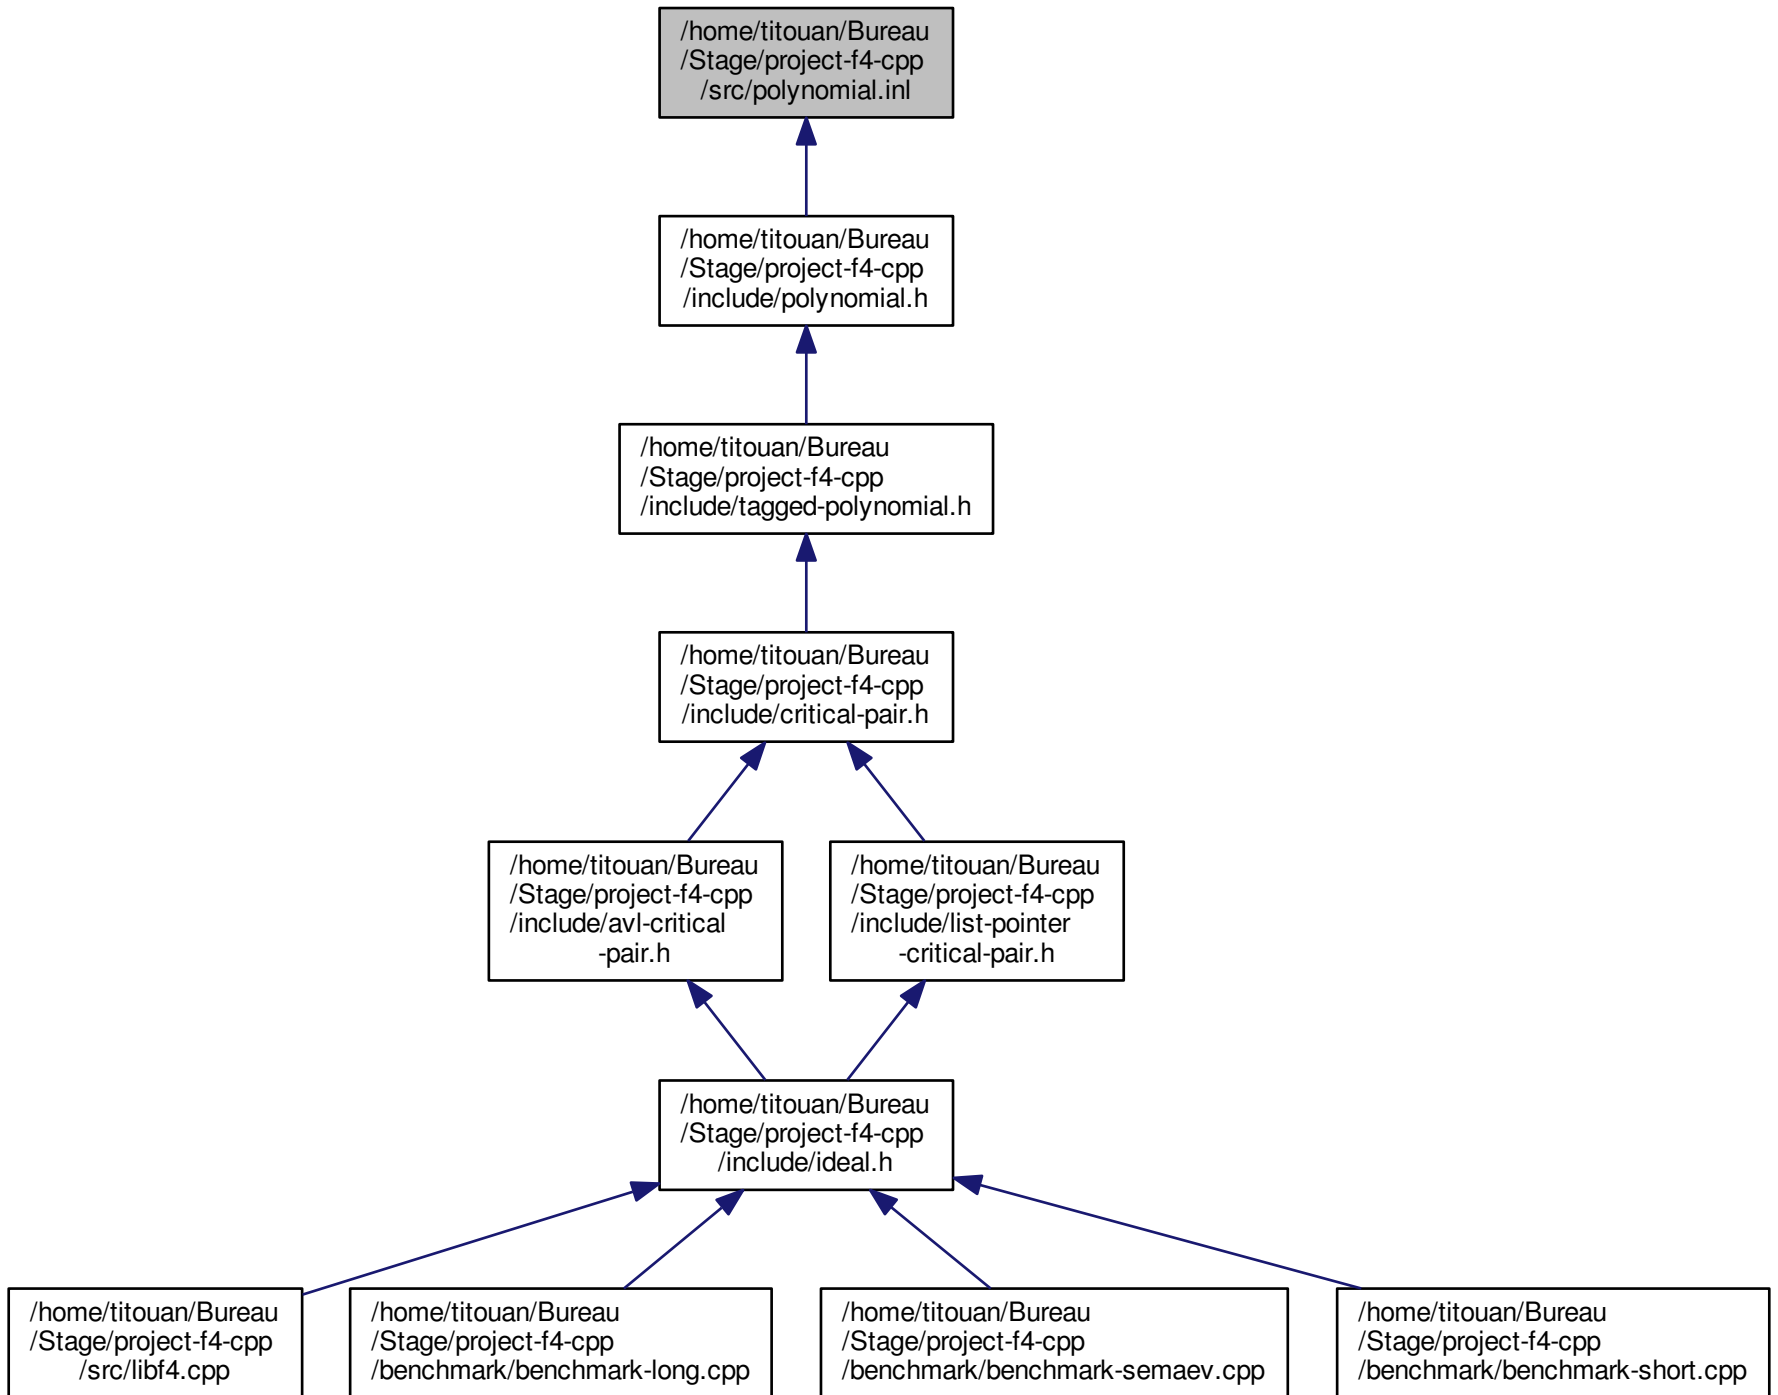 /home/titouan/Bureau
/Stage/project-f4-cpp
/src/polynomial.inl
/home/titouan/Bureau
/Stage/project-f4-cpp
/include/polynomial.h
/home/titouan/Bureau
/Stage/project-f4-cpp
/include/tagged-polynomial.h
/home/titouan/Bureau
/Stage/project-f4-cpp
/include/critical-pair.h
/home/titouan/Bureau
/Stage/project-f4-cpp
/include/avl-critical
-pair.h
/home/titouan/Bureau
/Stage/project-f4-cpp
/include/list-pointer
-critical-pair.h
/home/titouan/Bureau
/Stage/project-f4-cpp
/include/ideal.h
/home/titouan/Bureau
/Stage/project-f4-cpp
/src/libf4.cpp
/home/titouan/Bureau
/Stage/project-f4-cpp
/benchmark/benchmark-long.cpp
/home/titouan/Bureau
/Stage/project-f4-cpp
/benchmark/benchmark-semaev.cpp
/home/titouan/Bureau
/Stage/project-f4-cpp
/benchmark/benchmark-short.cpp